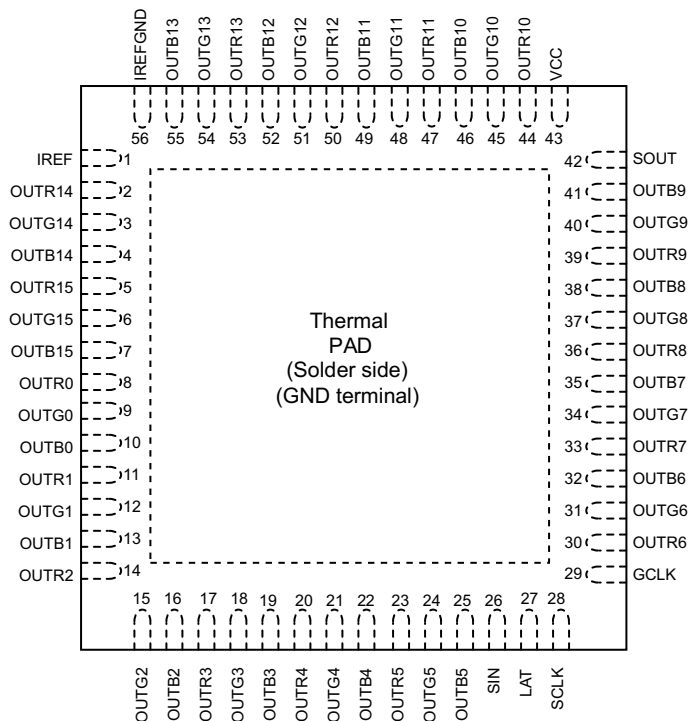 IREFGND
OUTB13
OUTG13
OUTR13
OUTB12
OUTG12
OUTR12
OUTB11
OUTG11
OUTR11
OUTB10
OUTG10
OUTR10
VCC
56
55
54
53
52
51
50
49
48
47
46
45
44
43
IREF 1
OUTR14 2
OUTG14 3
OUTB14 4
OUTR15 5
OUTG15 6
OUTB15 7
OUTR0 8
OUTG0 9
OUTB0 10
OUTR1 11
OUTG1 12
OUTB1 13
OUTR2 14
Thermal
PAD
(Solder side)
(GND terminal)
42 SOUT
41 OUTB9
40 OUTG9
39 OUTR9
38 OUTB8
37 OUTG8
36 OUTR8
35 OUTB7
34 OUTG7
33 OUTR7
32 OUTB6
31 OUTG6
30 OUTR6
29 GCLK
15
16
17
18
19
20
21
22
23
24
25
26
27
28
OUTG2
OUTB2
OUTR3
OUTG3
OUTB3
OUTR4
OUTG4
OUTB4
OUTR5
OUTG5
OUTB5
SIN
LAT
SCLK